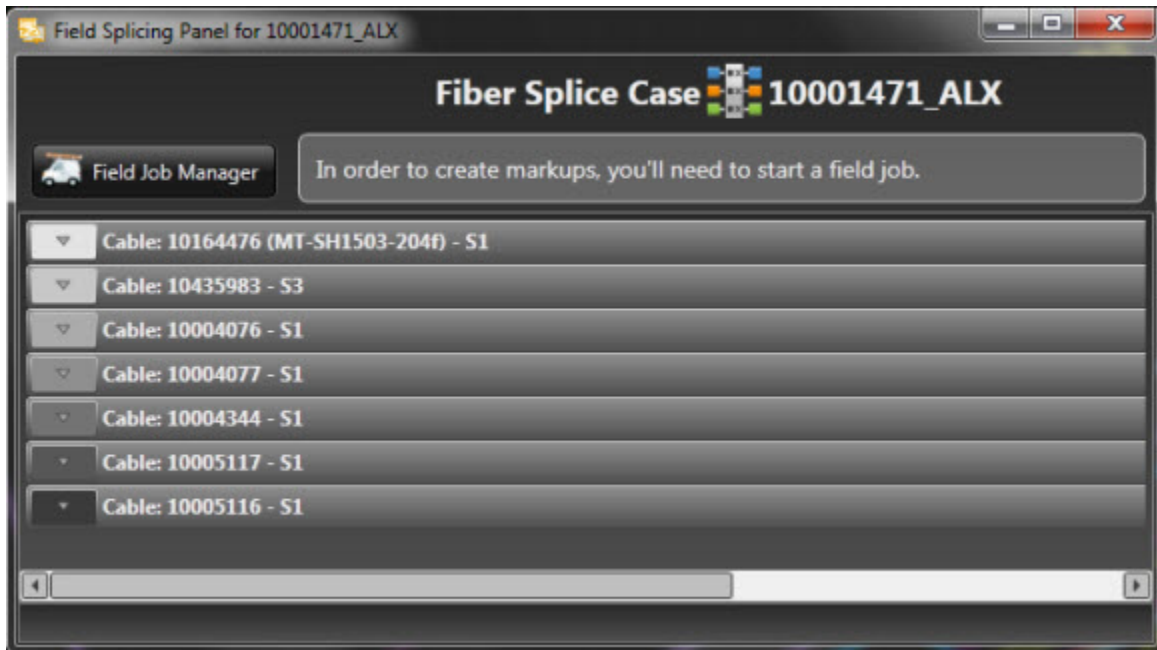 Field Splicing Panel for 10001471_ALX
Fiber Splice Case 10001471_ALX
Field Job Manager
In order to create markups, you'll need to start a field job.
Cable: 10164476 (MT-SH1503-204f) - S1
Cable: 10435983 - S3
Cable: 10004076 - S1
Cable: 10004077 - S1
Cable: 10004344 - S1
Cable: 10005117 - S1
Cable: 10005116 - S1